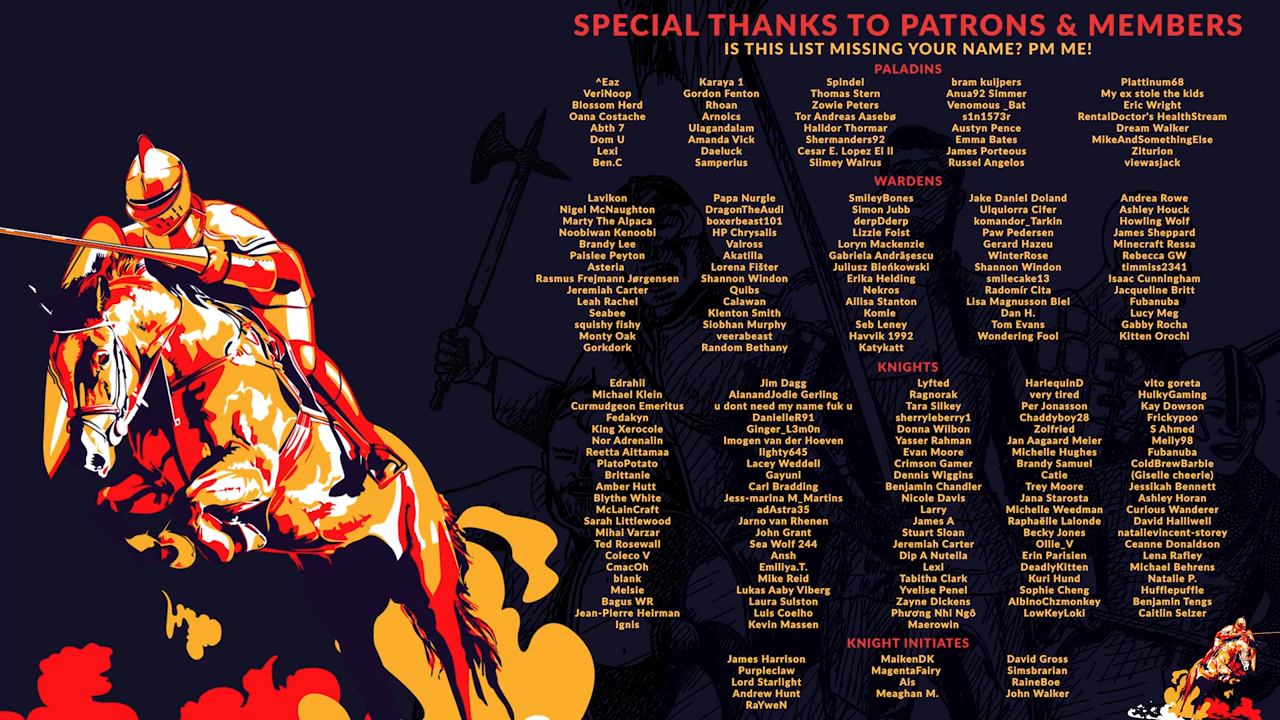 SPECIAL THANKS TO PATRONS & MEMBERS
IS THIS LIST MISSING YOUR NAME? PM ME!
PALADINS
^Eaz
VeriNoop
Blossom Herd
Oana Costache
Abth 7
Dom U
Lexi
Ben.C
Karaya 1
Gordon Fenton
Rhoan
Arnoics
Ulagandalam
Amanda Vick
Daeluck
Samperius
Spindel
Thomas Stern
Zowie Peters
Tor Andreas Aasebø
Halldor Thormar
Shermanders92
Cesar E. Lopez El II
Slimey Walrus
bram kuijpers
Anua92 Simmer
Venomous _Bat
s1n1573r
Austyn Pence
Emma Bates
James Porteous
Russel Angelos
Plattinum68
My ex stole the kids
Eric Wright
RentalDoctor's HealthStream
Dream Walker
MikeAndSomethingElse
Ziturion
viewasjack
WARDENS
Lavikon
Nigel McNaughton
Marty The Alpaca
Noobiwan Kenoobi
Brandy Lee
Paislee Peyton
Asteria
Rasmus Frejmann Jørgensen
Jeremiah Carter
Leah Rachel
Seabee
squishy fishy
Monty Oak
Gorkdork
Papa Nurgle
DragonTheAudi
boxerbeast101
HP Chrysalis
Valross
Akatilla
Lorena Fišter
Shannon Windon
Quibs
Calawan
Klenton Smith
Siobhan Murphy
veerabeast
Random Bethany
SmileyBones
Simon Jubb
derpDderp
Lizzie Foist
Loryn Mackenzie
Gabriela Andrășescu
Juliusz Bieńkowski
Erika Heiding
Nekros
Allisa Stanton
Komie
Seb Leney
Havvik 1992
Katykatt
Jake Daniel Doland
Ulquiorra Cifer
komandor_Tarkin
Paw Pedersen
Gerard Hazeu
WinterRose
Shannon Windon
smilecake13
Radomír Cita
Lisa Magnusson Biel
Dan H.
Tom Evans
Wondering Fool
Andrea Rowe
Ashley Houck
Howling Wolf
James Sheppard
Minecraft Ressa
Rebecca GW
timmiss2341
Isaac Cunningham
Jacqueline Britt
Fubanuba
Lucy Meg
Gabby Rocha
Kitten Orochi
KNIGHTS
Edrahil
Michael Klein
Curmudgeon Emeritus
Fedakyn
King Xerocole
Nor Adrenalin
Reetta Alttamaa
PlatoPotato
Brittanie
Amber Hutt
Blythe White
McLainCraft
Sarah Littlewood
Mihai Varzar
Ted Rosewall
Coleco V
CmacOh
blank
Melsie
Bagus WR
Jean-Pierre Heirman
Ignis
Jim Dagg
AlanandJodie Gerling
u dont need my name fuk u
DanielleR91
Ginger_L3m0n
Imogen van der Hoeven
lighty645
Lacey Weddell
Gayuni
Carl Bradding
Jess-marina M_Martins
adAstra35
Jarno van Rhenen
John Grant
Sea Wolf 244
Ansh
Emiliya.T.
Mike Reid
Lukas Aaby Viberg
Laura Sulston
Luis Coelho
Kevin Massen
Lyfted
Ragnorak
Tara Silkey
sherryleberry1
Donna Wilbon
Yasser Rahman
Evan Moore
Crimson Gamer
Dennis Wiggins
Benjamin Chandler
Nicole Davis
Larry
James A
Stuart Sloan
Jeremiah Carter
Dip A Nutella
Lexi
Tabitha Clark
Yvelise Penel
Zayne Dickens
Phương Nhi Ngô
Maerowin
HarlequinD
very tired
Per Jonasson
Chaddyboy28
Zolfried
Jan Aagaard Meier
Michelle Hughes
Brandy Samuel
Catie
Trey Moore
Jana Starosta
Michelle Weedman
Raphaëlle Lalonde
Becky Jones
Ollie_V
Erin Parisien
DeadlyKitten
Kuri Hund
Sophie Cheng
AlbinoChzmonkey
LowKeyLoki
vito goreta
HulkyGaming
Kay Dowson
Frickypoo
S Ahmed
Meily98
Fubanuba
ColdBrewBarbie
(Giselle cheerie)
Jessikah Bennett
Ashley Horan
Curious Wanderer
David Halliwell
natalievincent-storey
Ceanne Donaldson
Lena Rafley
Michael Behrens
Natalie P.
Hufflepuffle
Benjamin Tengs
Caitlin Selzer
KNIGHT INITIATES
James Harrison
Purpleclaw
Lord Starlight
Andrew Hunt
RaYweN
MaikenDK
MagentaFairy
Als
Meaghan M.
David Gross
Simsbrarian
RaineBoe
John Walker